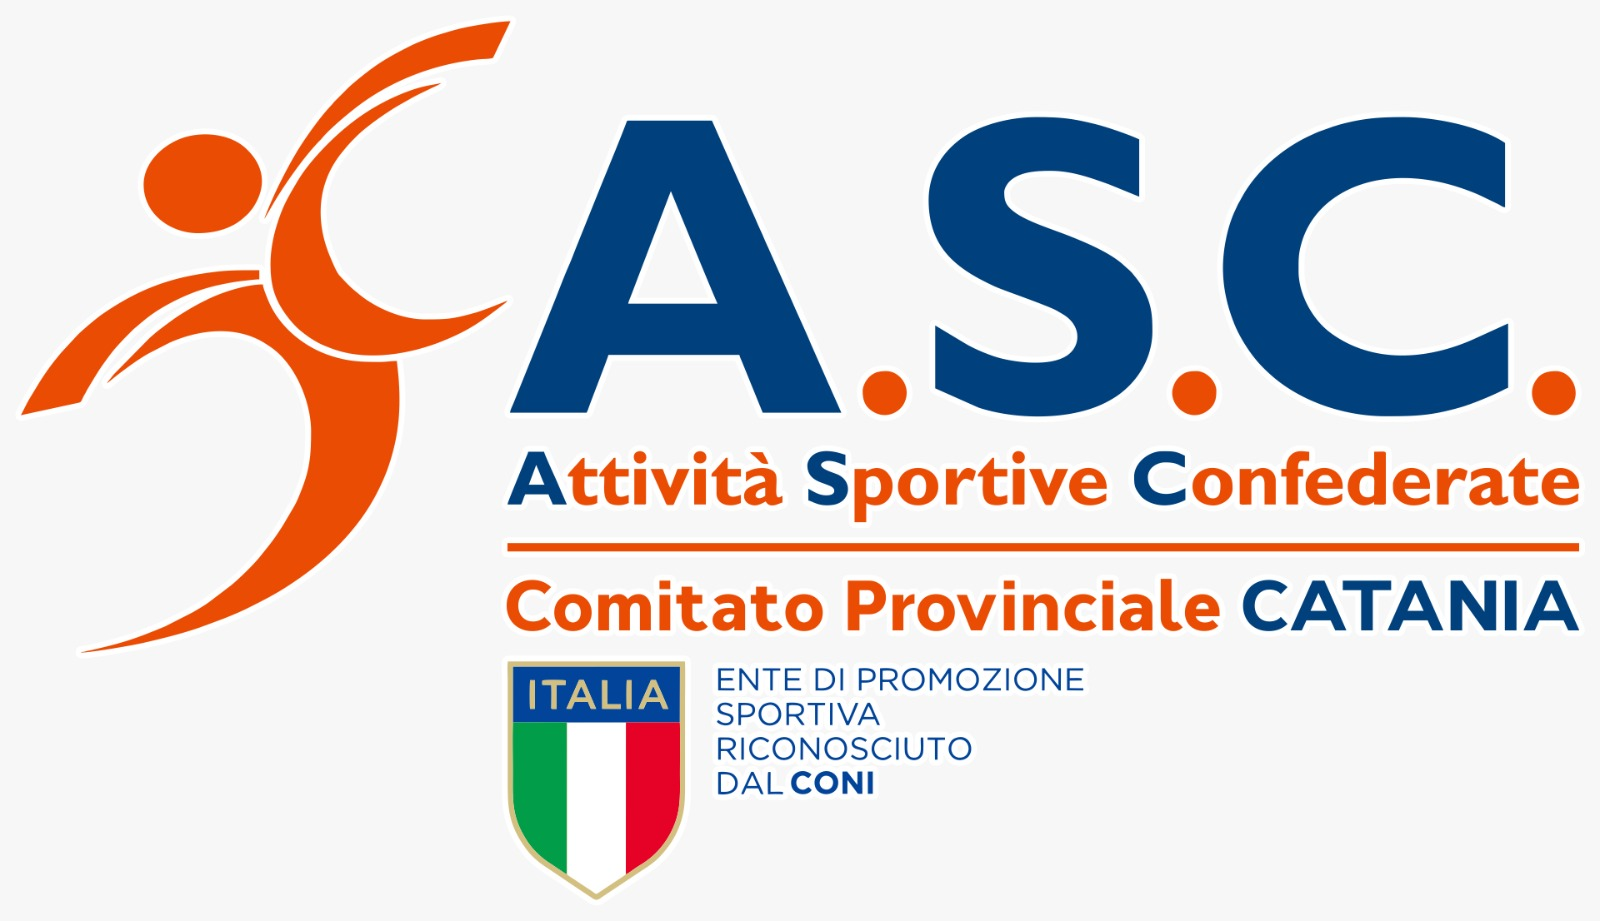 A.S.C.
Attività Sportive Confederate
Comitato Provinciale CATANIA
ITALIA
ENTE DI PROMOZIONE
SPORTIVA
RICONOSCIUTO
DAL CONI